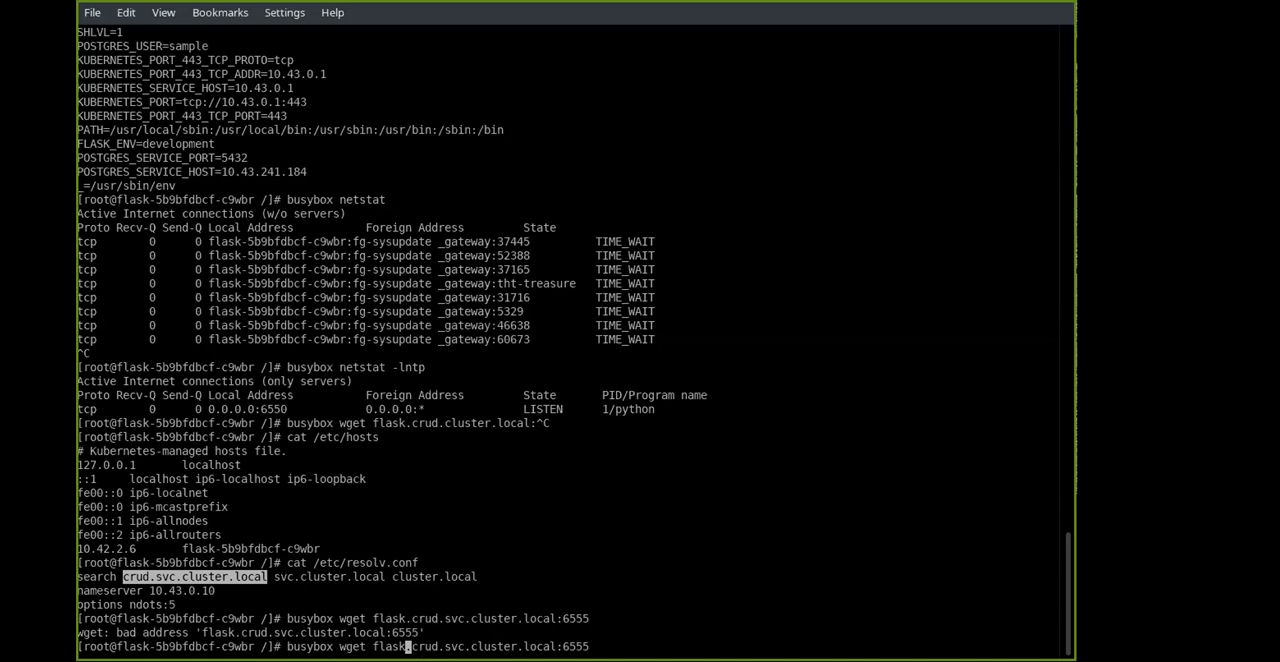 File Edit View Bookmarks Settings Help
SHLVL=1
POSTGRES_USER=sample
KUBERNETES_PORT_443_TCP_PROTO=tcp
KUBERNETES_PORT_443_TCP_ADDR=10.43.0.1
KUBERNETES_SERVICE_HOST=10.43.0.1
KUBERNETES_PORT=tcp://10.43.0.1:443
KUBERNETES_PORT_443_TCP_PORT=443
PATH=/usr/local/sbin:/usr/local/bin:/usr/sbin:/usr/bin:/sbin:/bin
FLASK_ENV=development
POSTGRES_SERVICE_PORT=5432
POSTGRES_SERVICE_HOST=10.43.241.184
_=/usr/sbin/env
[root@flask-5b9bfdbcf-c9wbr /]# busybox netstat
Active Internet connections (w/o servers)
Proto Recv-Q Send-Q Local Address           Foreign Address         State
tcp        0      0 flask-5b9bfdbcf-c9wbr:fg-sysupdate _gateway:37445          TIME_WAIT
tcp        0      0 flask-5b9bfdbcf-c9wbr:fg-sysupdate _gateway:52388          TIME_WAIT
tcp        0      0 flask-5b9bfdbcf-c9wbr:fg-sysupdate _gateway:37165          TIME_WAIT
tcp        0      0 flask-5b9bfdbcf-c9wbr:fg-sysupdate _gateway:tht-treasure   TIME_WAIT
tcp        0      0 flask-5b9bfdbcf-c9wbr:fg-sysupdate _gateway:31716          TIME_WAIT
tcp        0      0 flask-5b9bfdbcf-c9wbr:fg-sysupdate _gateway:5329           TIME_WAIT
tcp        0      0 flask-5b9bfdbcf-c9wbr:fg-sysupdate _gateway:46638          TIME_WAIT
tcp        0      0 flask-5b9bfdbcf-c9wbr:fg-sysupdate _gateway:60673          TIME_WAIT
^C
[root@flask-5b9bfdbcf-c9wbr /]# busybox netstat -lntp
Active Internet connections (only servers)
Proto Recv-Q Send-Q Local Address           Foreign Address         State       PID/Program name
tcp        0      0 0.0.0.0:6550            0.0.0.0:*               LISTEN      1/python
[root@flask-5b9bfdbcf-c9wbr /]# busybox wget flask.crud.cluster.local:^C
[root@flask-5b9bfdbcf-c9wbr /]# cat /etc/hosts
# Kubernetes-managed hosts file.
127.0.0.1       localhost
::1     localhost ip6-localhost ip6-loopback
fe00::0 ip6-localnet
fe00::0 ip6-mcastprefix
fe00::1 ip6-allnodes
fe00::2 ip6-allrouters
10.42.2.6       flask-5b9bfdbcf-c9wbr
[root@flask-5b9bfdbcf-c9wbr /]# cat /etc/resolv.conf
search crud.svc.cluster.local svc.cluster.local cluster.local
nameserver 10.43.0.10
options ndots:5
[root@flask-5b9bfdbcf-c9wbr /]# busybox wget flask.crud.svc.cluster.local:6555
wget: bad address 'flask.crud.svc.cluster.local:6555'
[root@flask-5b9bfdbcf-c9wbr /]# busybox wget flask.crud.svc.cluster.local:6555